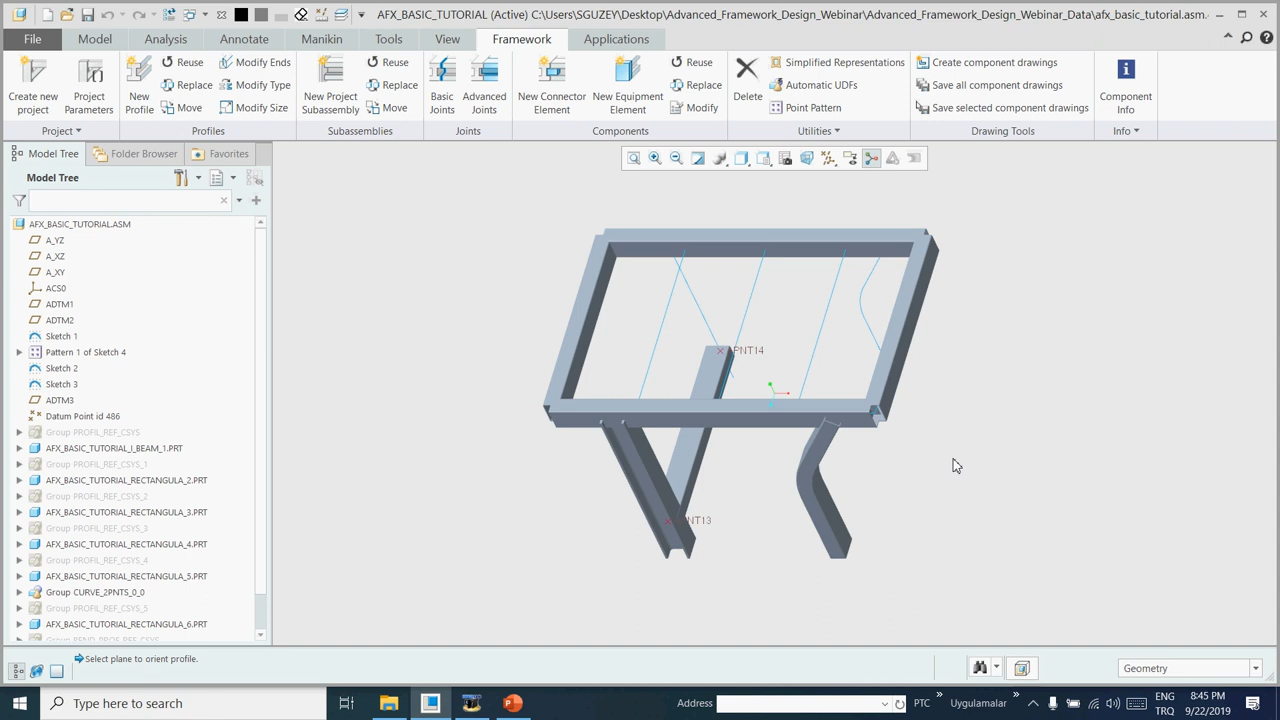 AFX_BASIC_TUTORIAL (Active) C:\Users\SGUZEY\Desktop\Advanced_Framework_Design_Webinar\Advanced_Framework_Design_Webinar_Data\afx_basic_tutorial.asm...
File Model Analysis Annotate Manikin Tools View Framework Applications
Create new project
Project Parameters
Project
New Profile
Reuse
Replace
Move
Modify Ends
Modify Type
Modify Size
Profiles
New Project Subassembly
Reuse
Replace
Move
Subassemblies
Basic Joints
Advanced Joints
Joints
New Connector Element
New Equipment Element
Reuse
Replace
Modify
Components
Delete
Simplified Representations
Automatic UDFs
Point Pattern
Utilities
Create component drawings
Save all component drawings
Save selected component drawings
Drawing Tools
Component Info
Info
Model Tree Folder Browser Favorites
Model Tree
AFX_BASIC_TUTORIAL.ASM
A_YZ
A_XZ
A_XY
ACS0
ADTM1
ADTM2
Sketch 1
Pattern 1 of Sketch 4
Sketch 2
Sketch 3
ADTM3
Datum Point id 486
Group PROFIL_REF_CSYS
AFX_BASIC_TUTORIAL_I_BEAM_1.PRT
Group PROFIL_REF_CSYS_1
AFX_BASIC_TUTORIAL_RECTANGULA_2.PRT
Group PROFIL_REF_CSYS_2
AFX_BASIC_TUTORIAL_RECTANGULA_3.PRT
Group PROFIL_REF_CSYS_3
AFX_BASIC_TUTORIAL_RECTANGULA_4.PRT
Group PROFIL_REF_CSYS_4
AFX_BASIC_TUTORIAL_RECTANGULA_5.PRT
Group CURVE_2PNTS_0_0
Group PROFIL_REF_CSYS_5
AFX_BASIC_TUTORIAL_RECTANGULA_6.PRT
PNT14
NT13
Select plane to orient profile.
Geometry
Type here to search
Address
PTC
Uygulamalar
ENG
TRQ
8:45 PM
9/22/2019